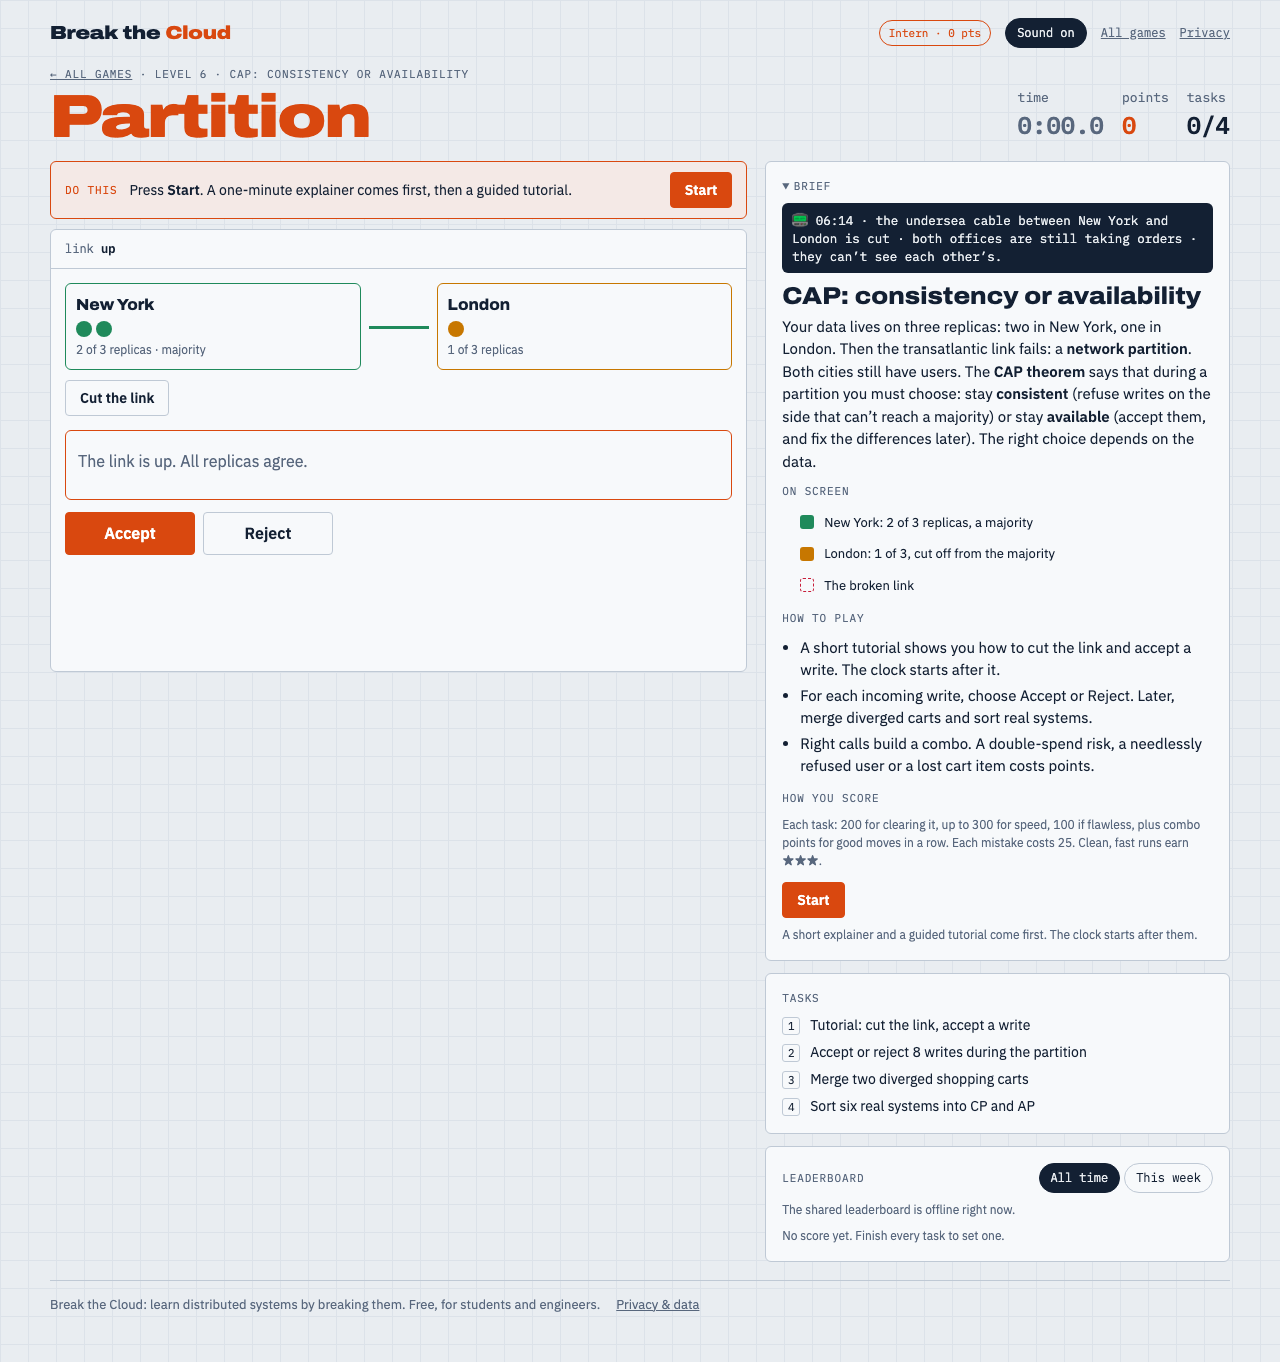 Break the Cloud
Intern · 0 pts
Sound on
All games
Privacy
← ALL GAMES · LEVEL 6 · CAP: CONSISTENCY OR AVAILABILITY
Partition
time
0:00.0
points
0
tasks
0/4
DO THIS Press Start. A one-minute explainer comes first, then a guided tutorial.
Start
link up
New York
2 of 3 replicas · majority
London
1 of 3 replicas
Cut the link
The link is up. All replicas agree.
Accept
Reject
▼ BRIEF
06:14 · the undersea cable between New York and
London is cut · both offices are still taking orders ·
they can’t see each other’s.
CAP: consistency or availability
Your data lives on three replicas: two in New York, one in
London. Then the transatlantic link fails: a network partition.
Both cities still have users. The CAP theorem says that during a
partition you must choose: stay consistent (refuse writes on the
side that can’t reach a majority) or stay available (accept them,
and fix the differences later). The right choice depends on the
data.
ON SCREEN
New York: 2 of 3 replicas, a majority
London: 1 of 3, cut off from the majority
The broken link
HOW TO PLAY
• A short tutorial shows you how to cut the link and accept a
write. The clock starts after it.
• For each incoming write, choose Accept or Reject. Later,
merge diverged carts and sort real systems.
• Right calls build a combo. A double-spend risk, a needlessly
refused user or a lost cart item costs points.
HOW YOU SCORE
Each task: 200 for clearing it, up to 300 for speed, 100 if flawless, plus combo
points for good moves in a row. Each mistake costs 25. Clean, fast runs earn
★★★.
Start
A short explainer and a guided tutorial come first. The clock starts after them.
TASKS
1 Tutorial: cut the link, accept a write
2 Accept or reject 8 writes during the partition
3 Merge two diverged shopping carts
4 Sort six real systems into CP and AP
LEADERBOARD
All time
This week
The shared leaderboard is offline right now.
No score yet. Finish every task to set one.
Break the Cloud: learn distributed systems by breaking them. Free, for students and engineers. Privacy & data